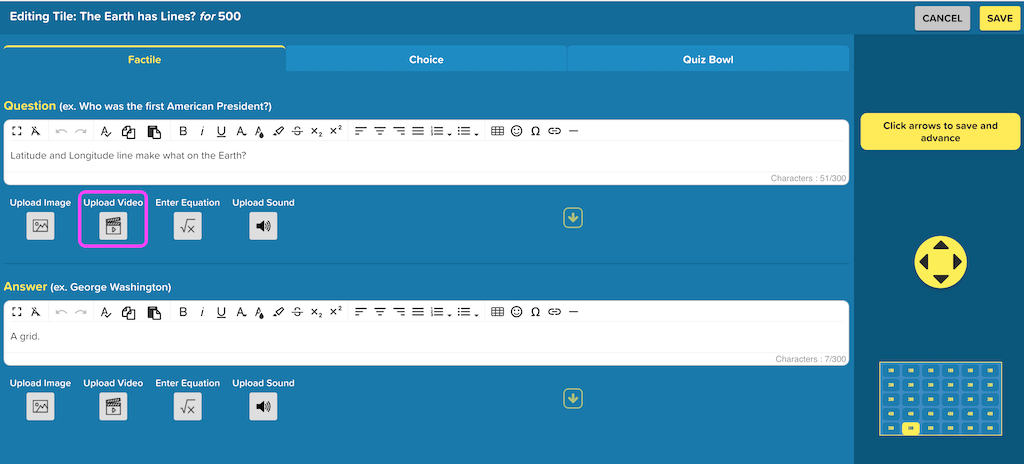 Editing Tile: The Earth has Lines? for 500
CANCEL
SAVE
Factile
Choice
Quiz Bowl
Question (ex. Who was the first American President?)
Latitude and Longitude line make what on the Earth?
Characters : 51/300
Upload Image
Upload Video
Enter Equation
Upload Sound
Click arrows to save and
advance
Answer (ex. George Washington)
A grid.
Characters : 7/300
Upload Image
Upload Video
Enter Equation
Upload Sound